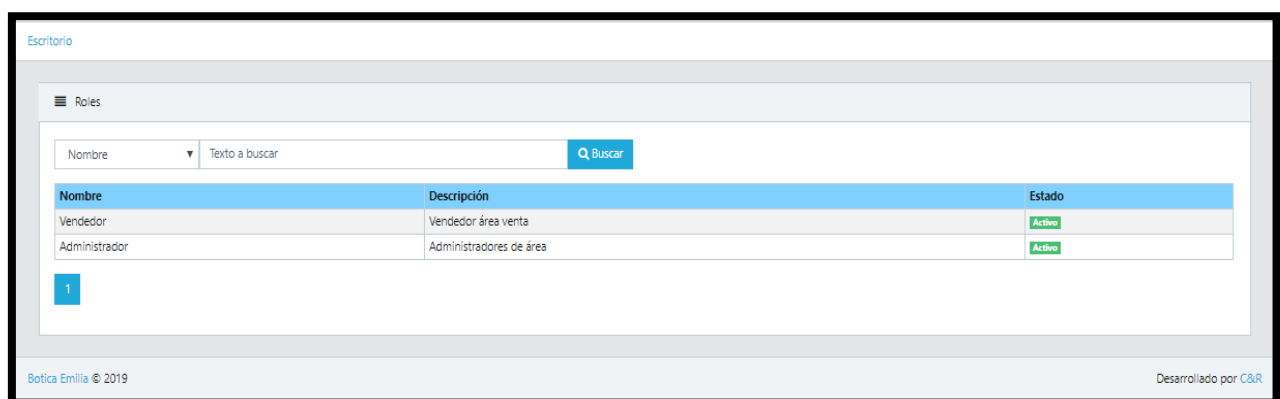 Escritorio
Roles
Nombre Texto a buscar Buscar
Nombre Descripción Estado
Vendedor Vendedor área venta Activo
Administrador Administradores de área Activo
1
Botica Emilia © 2019 Desarrollado por C&R